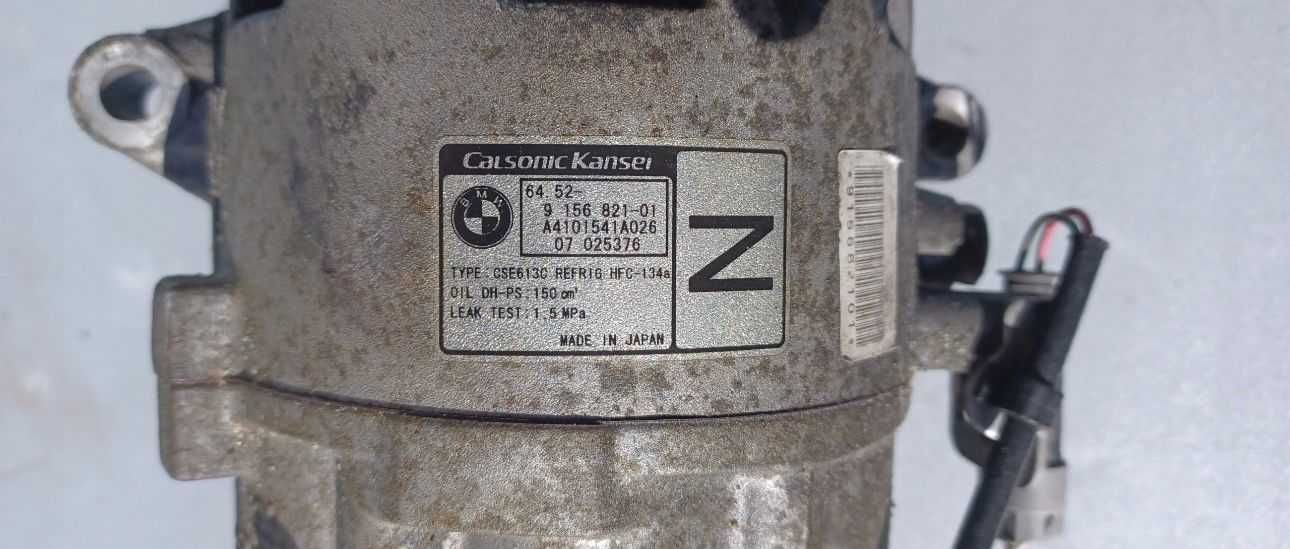 Calsonic Kansei
BMW
64.52-
9 156 821-01
A4101541A026
07 025376
TYPE: CSE613C REFRIG HFC-134a
OIL DH-PS: 150 cm³
LEAK TEST: 1.5 MPa
MADE IN JAPAN
N
*915682101*